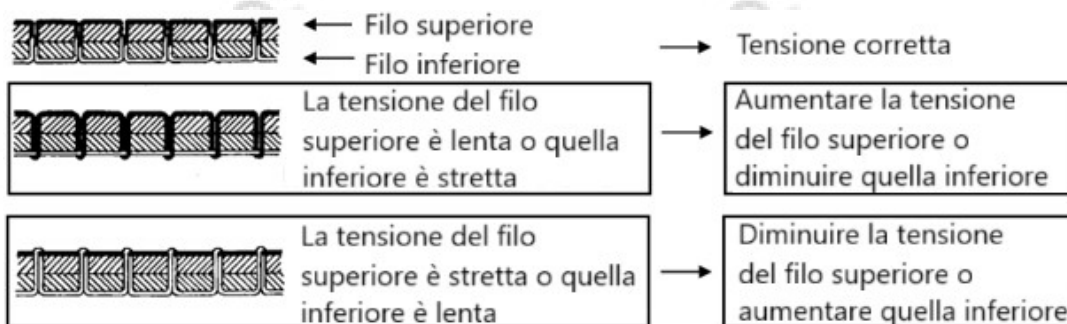 Filo superiore
Filo inferiore
Tensione corretta
La tensione del filo
superiore è lenta o quella
inferiore è stretta
Aumentare la tensione
del filo superiore o
diminuire quella inferiore
La tensione del filo
superiore è stretta o quella
inferiore è lenta
Diminuire la tensione
del filo superiore o
aumentare quella inferiore